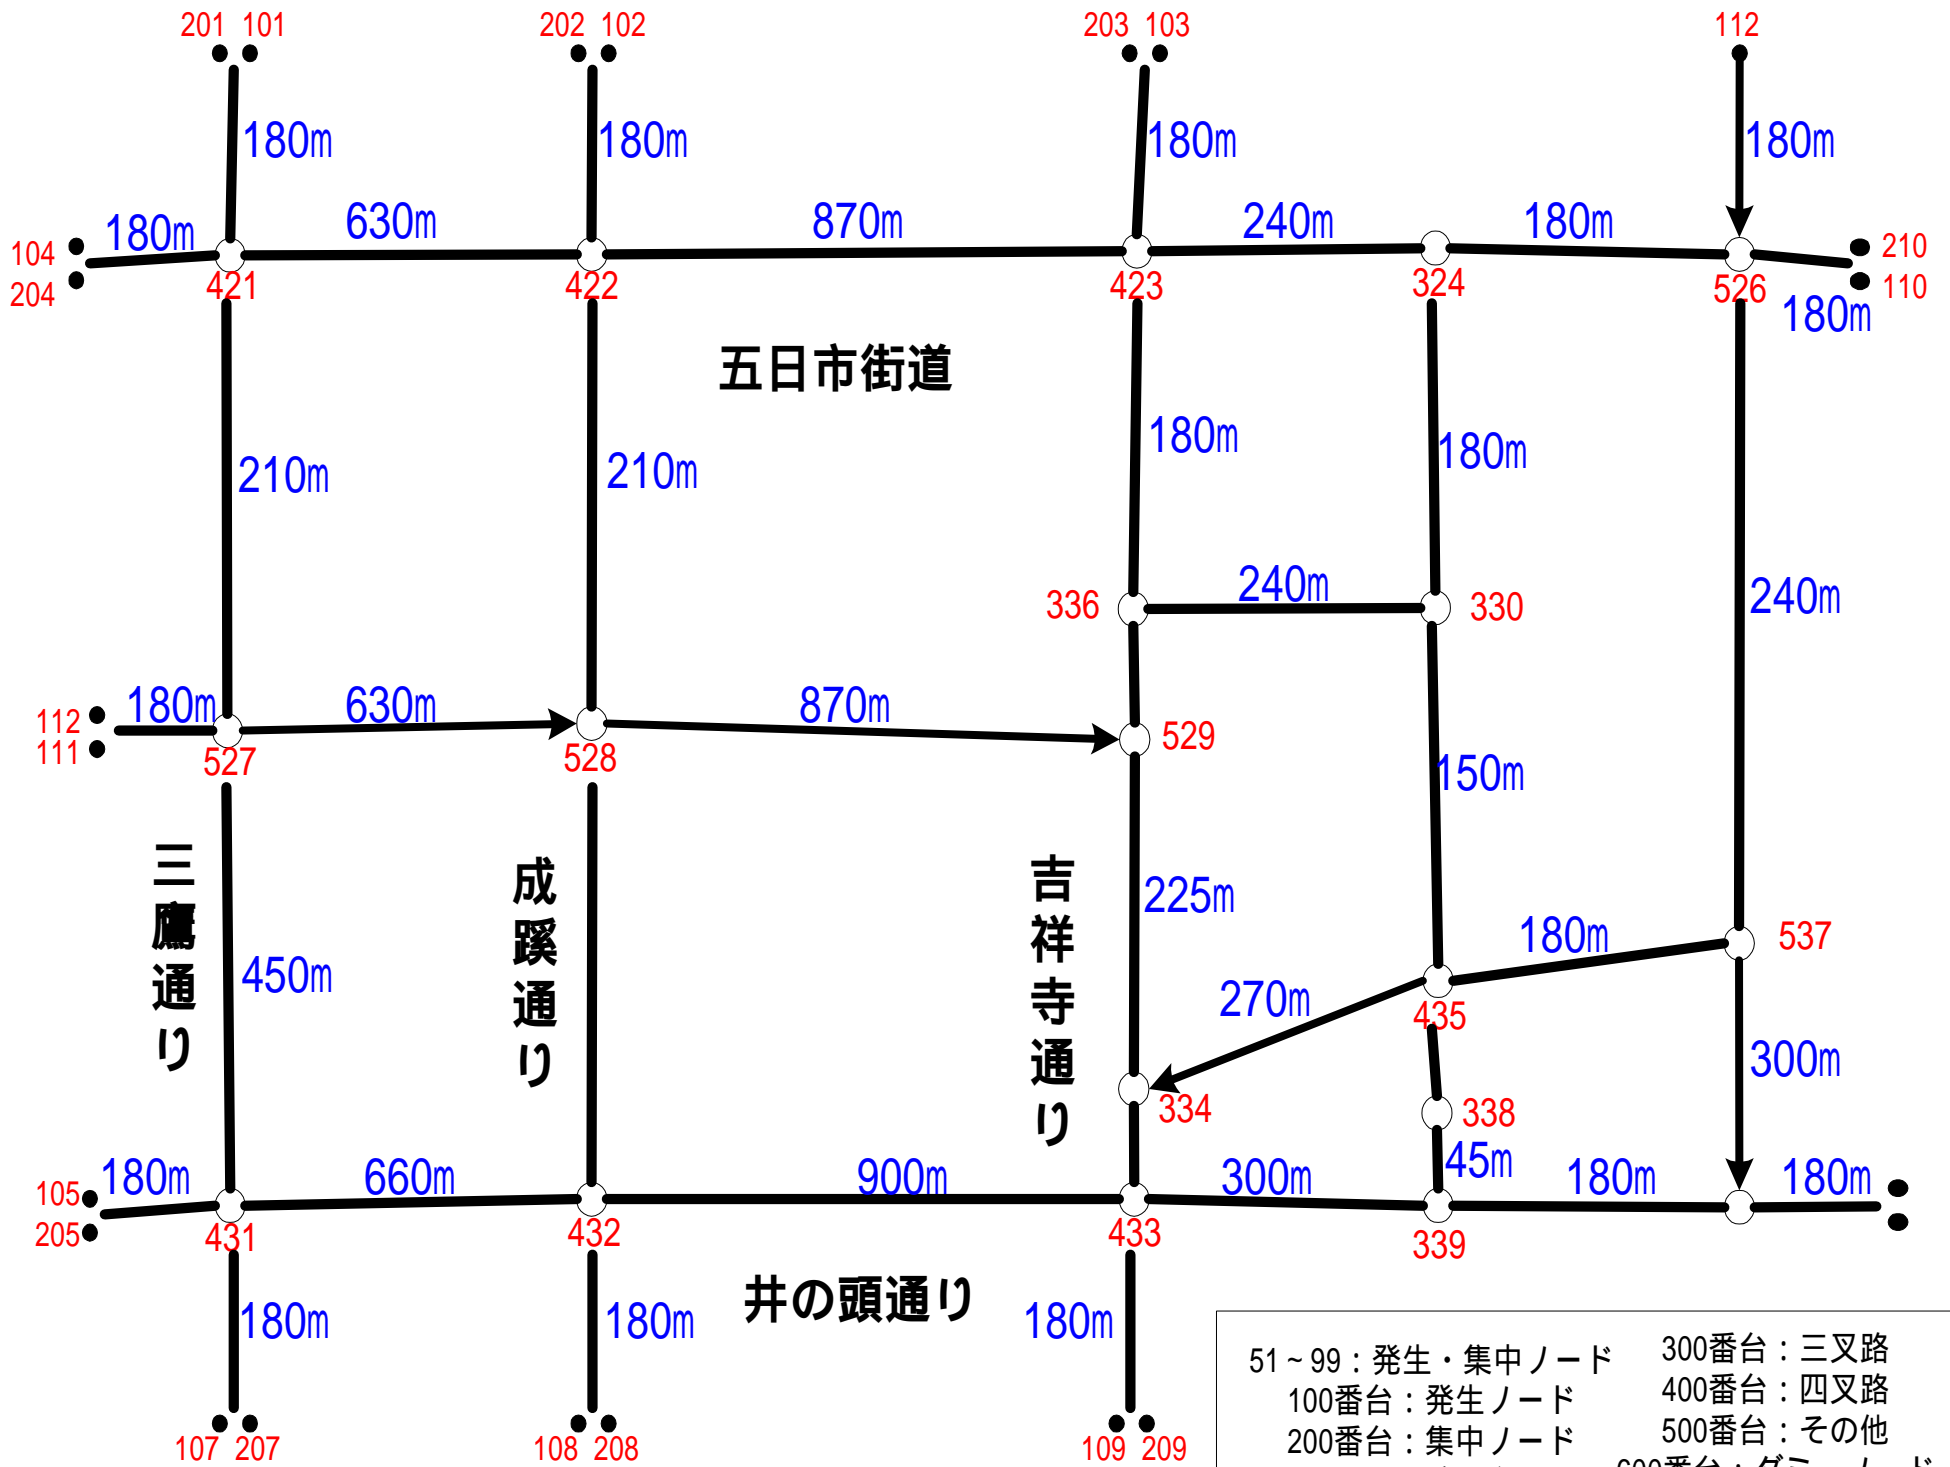 201 101
202 102
203 103
112
180m
180m
180m
180m
104
204
180m
630m
870m
240m
180m
210
110
180m
421
422
423
324
526
五日市街道
210m
210m
180m
180m
336
240m
330
240m
112
111
180m
630m
870m
527
528
529
150m
三鷹通り
成蹊通り
吉祥寺通り
450m
225m
270m
180m
537
435
300m
334
338
45m
105
205
180m
660m
900m
300m
180m
180m
431
432
433
339
井の頭通り
180m
180m
180m
107 207
108 208
109 209
51~99:発生・集中ノード
100番台:発生ノード
200番台:集中ノード
300番台:三叉路
400番台:四叉路
500番台:その他